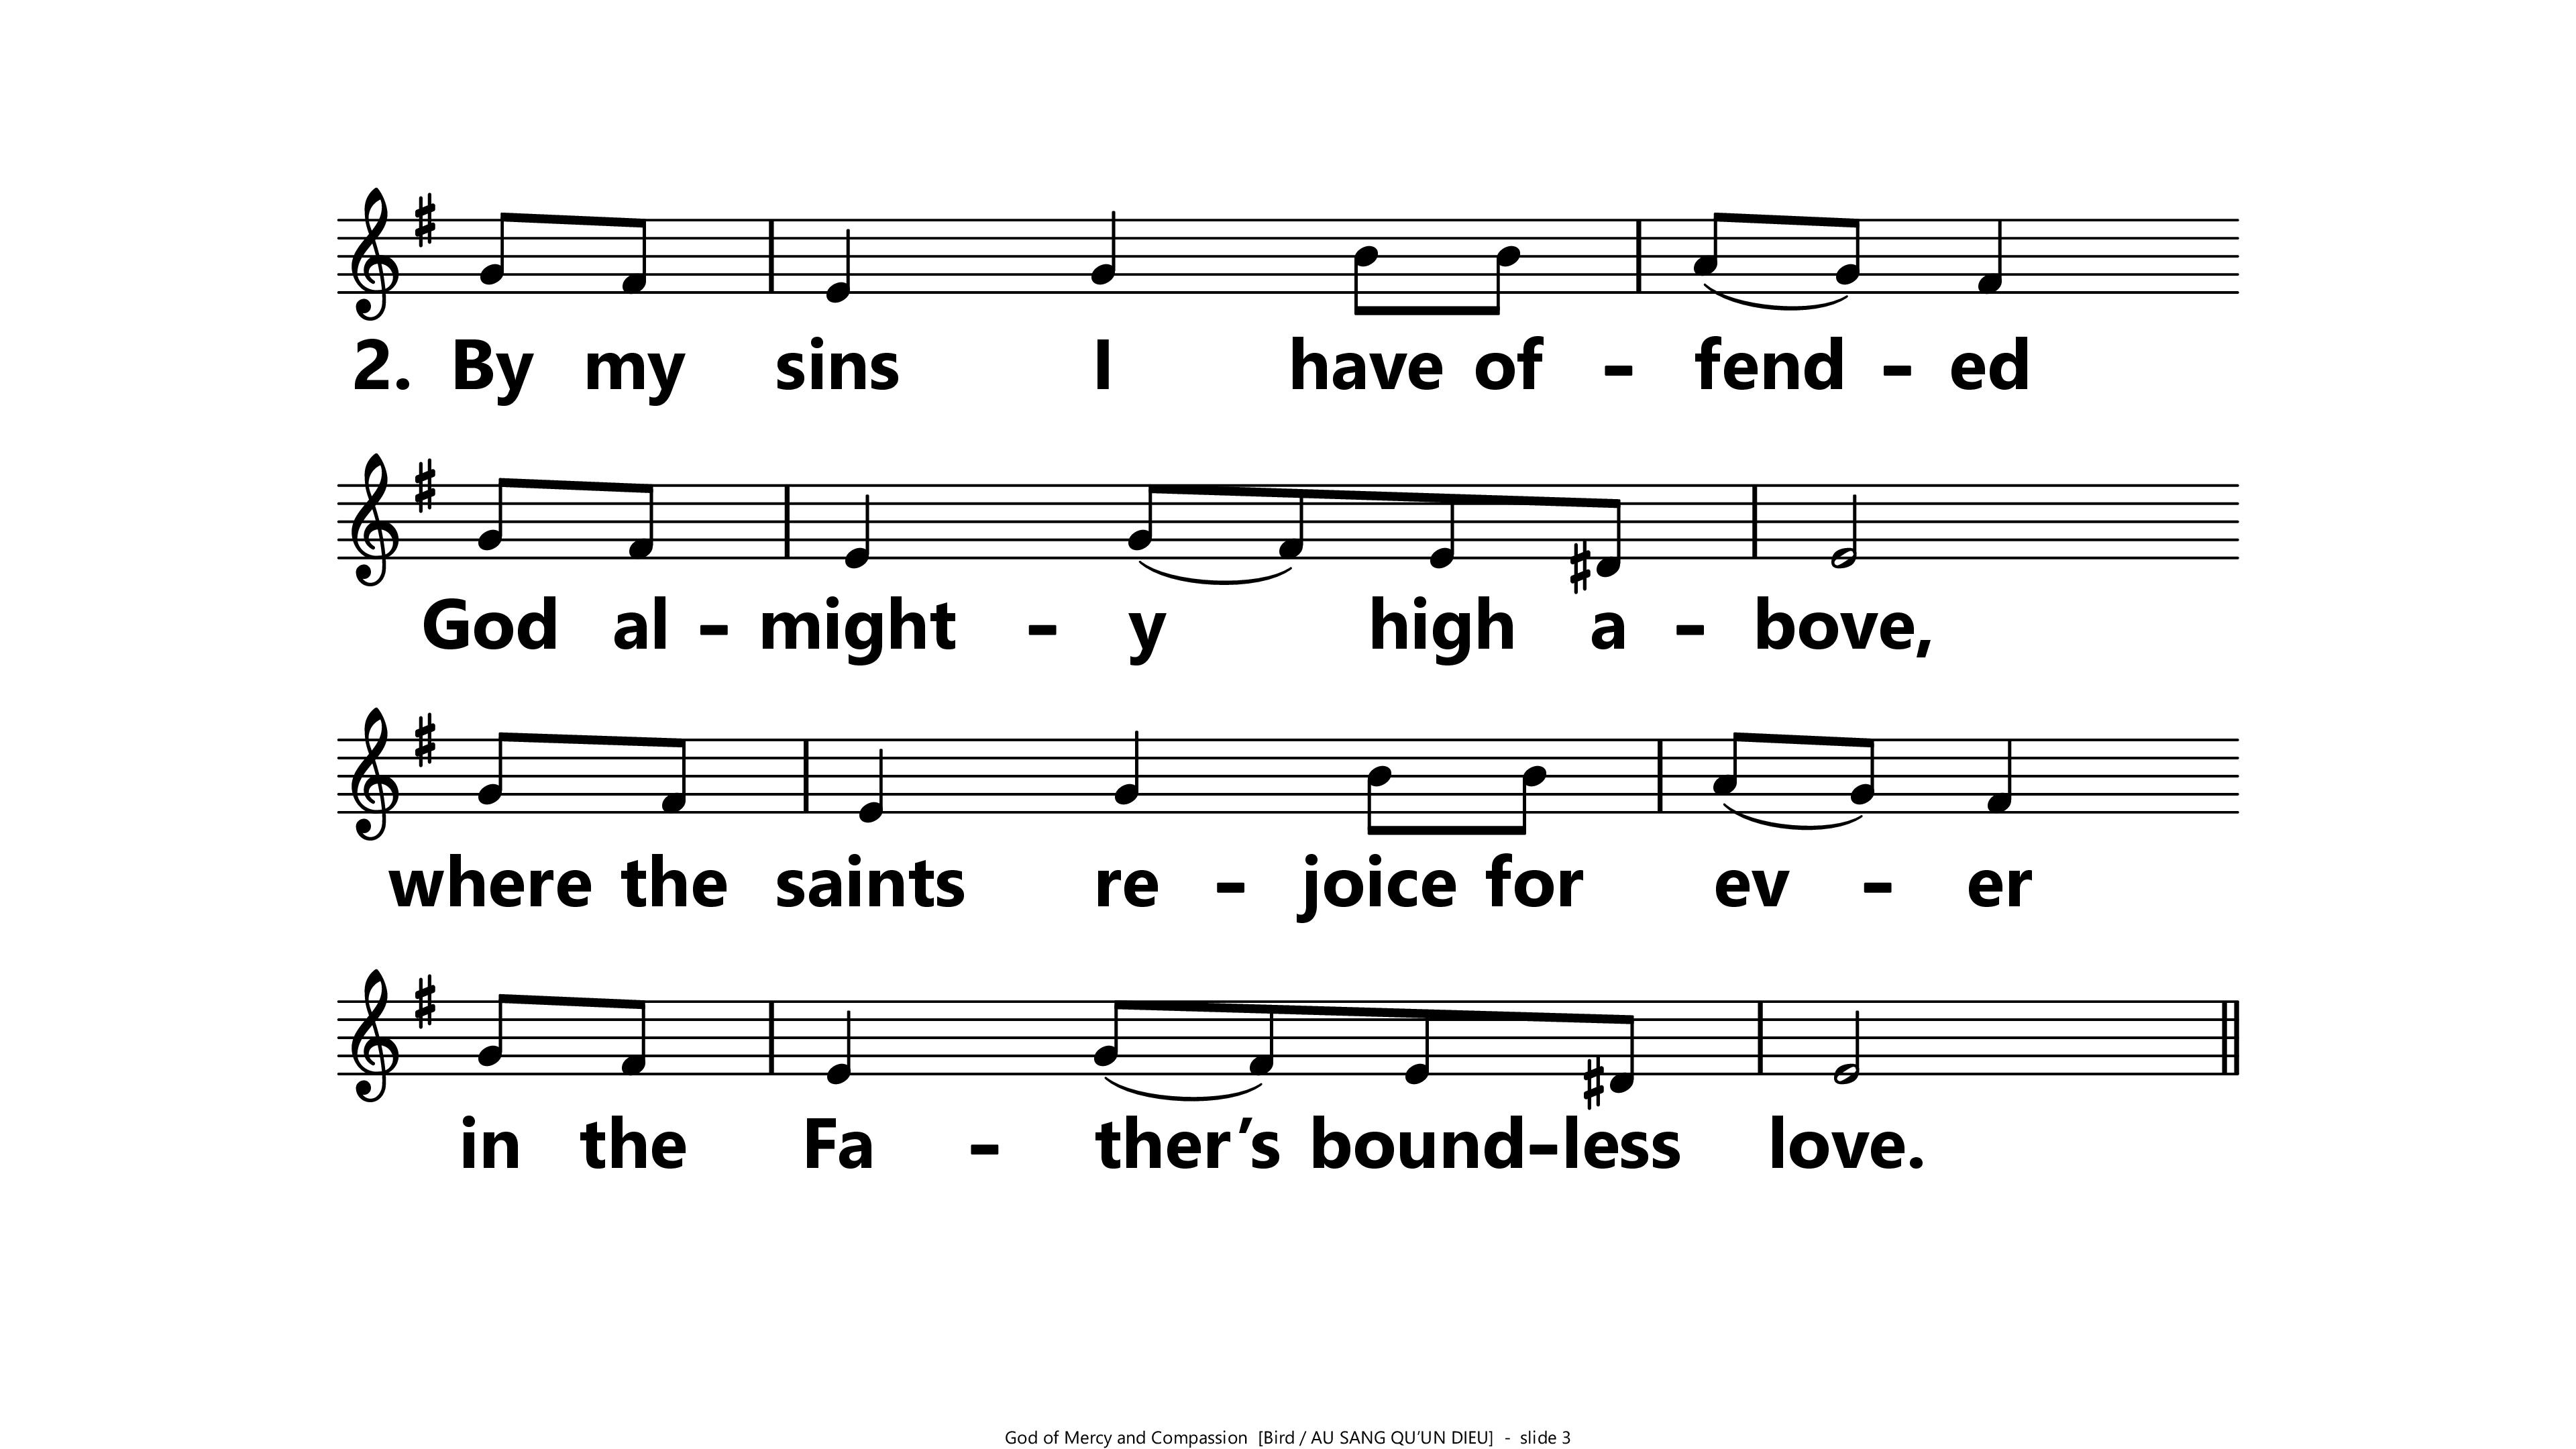 2. By my sins I have of - fend - ed
God al - might - y high a - bove,
where the saints re - joice for ev - er
in the Fa - ther’s bound-less love.
God of Mercy and Compassion [Bird / AU SANG QU’UN DIEU] - slide 3